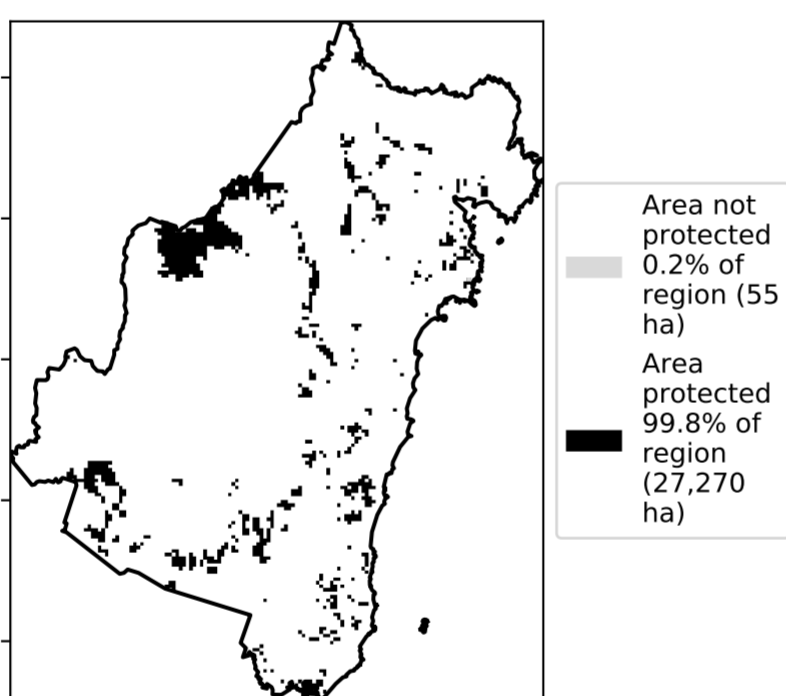 Area not
protected
0.2% of
region (55
ha)
Area
protected
99.8% of
region
(27,270
ha)